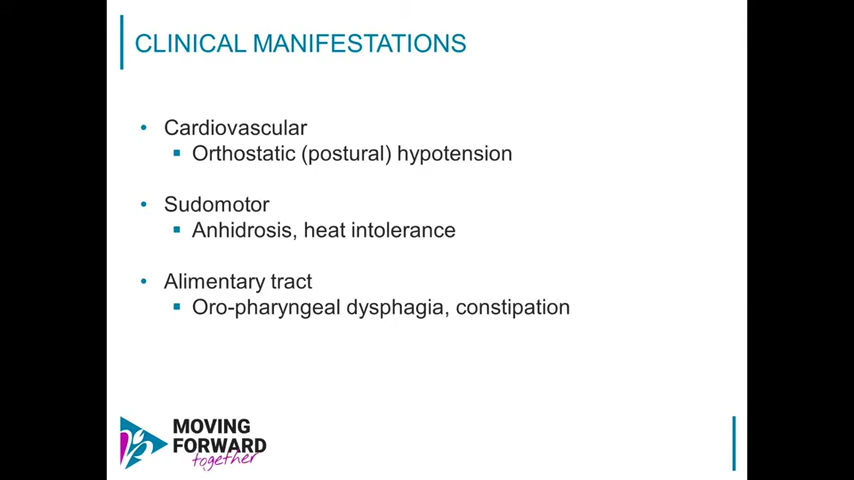 CLINICAL MANIFESTATIONS
• Cardiovascular
▪ Orthostatic (postural) hypotension
• Sudomotor
▪ Anhidrosis, heat intolerance
• Alimentary tract
▪ Oro-pharyngeal dysphagia, constipation
MOVING
FORWARD
together